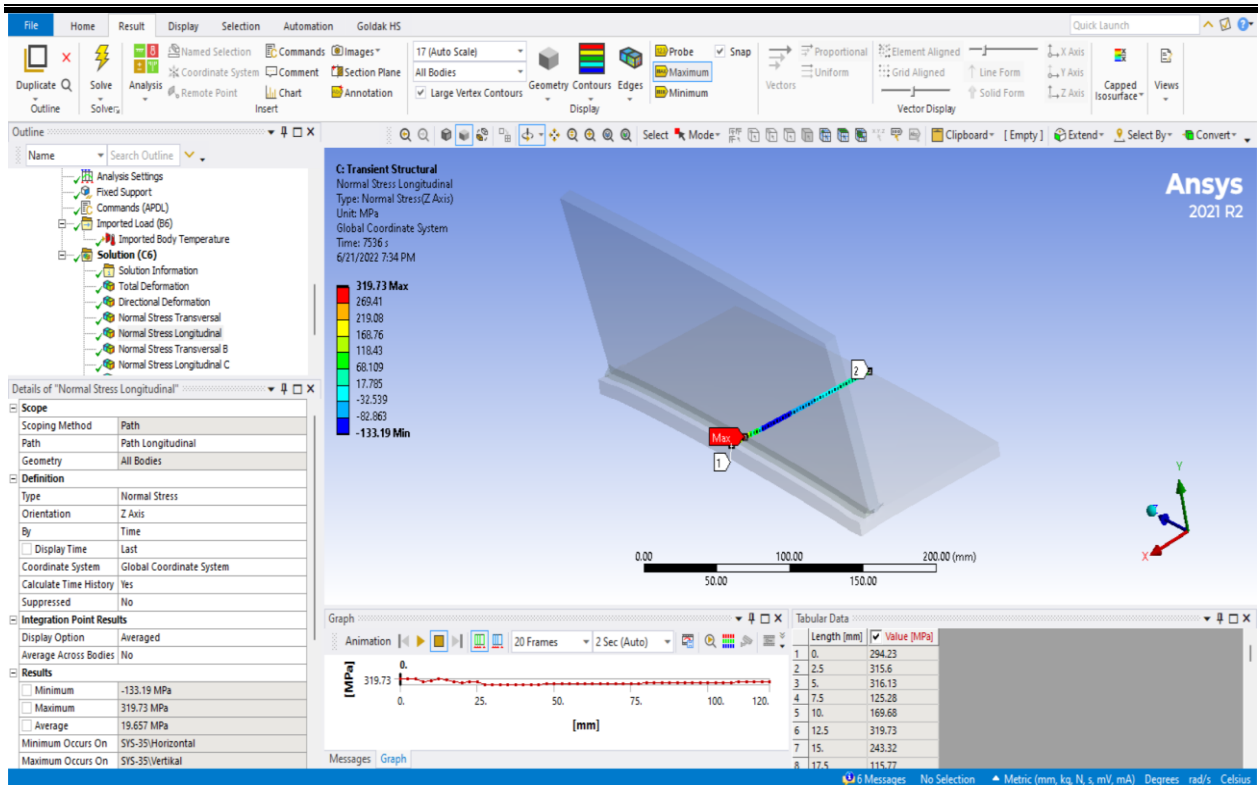 File Home Result Display Selection Automation Goldak HS Quick Launch
Duplicate Q Solve Analysis Named Selection Coordinate System Remote Point Commands Comment Chart Images Section Plane Annotation
17 (Auto Scale)
All Bodies
Large Vertex Contours
Geometry Contours Edges
Probe Snap
Maximum
Minimum
Vectors
Proportional
Uniform
Element Aligned
Grid Aligned
Line Form
Solid Form
X Axis
Y Axis
Z Axis
Capped Isosurface
Views
Outline Solver Insert Display Vector Display
Outline
Name Search Outline
Select Mode Clipboard [ Empty ] Extend Select By Convert
Analysis Settings
Fixed Support
Commands (APDL)
Imported Load (B6)
Imported Body Temperature
Solution (C6)
Solution Information
Total Deformation
Directional Deformation
Normal Stress Transversal
Normal Stress Longitudinal
Normal Stress Transversal B
Normal Stress Longitudinal C
Details of "Normal Stress Longitudinal"
Scope
Scoping Method Path
Path Path Longitudinal
Geometry All Bodies
Definition
Type Normal Stress
Orientation Z Axis
By Time
Display Time Last
Coordinate System Global Coordinate System
Calculate Time History Yes
Suppressed No
Integration Point Results
Display Option Averaged
Average Across Bodies No
Results
Minimum -133.19 MPa
Maximum 319.73 MPa
Average 19.657 MPa
Minimum Occurs On SYS-35\Horizontal
Maximum Occurs On SYS-35\Vertikal
C: Transient Structural
Normal Stress Longitudinal
Type: Normal Stress(Z Axis)
Unit: MPa
Global Coordinate System
Time: 7536 s
6/21/2022 7:34 PM
319.73 Max
269.41
219.08
168.76
118.43
68.109
17.785
-32.539
-82.863
-133.19 Min
Ansys
2021 R2
2
Max
1
Y
X
0.00 100.00 200.00 (mm)
50.00 150.00
Graph
Animation 20 Frames 2 Sec (Auto)
[MPa]
0.
319.73
0. 25. 50. 75. 100. 120.
[mm]
Messages Graph
Tabular Data
Length [mm] Value [MPa]
1 0. 294.23
2 2.5 315.6
3 5. 316.13
4 7.5 125.28
5 10. 169.68
6 12.5 319.73
7 15. 243.32
8 17.5 115.77
6 Messages No Selection Metric (mm, kg, N, s, mV, mA) Degrees rad/s Celsius